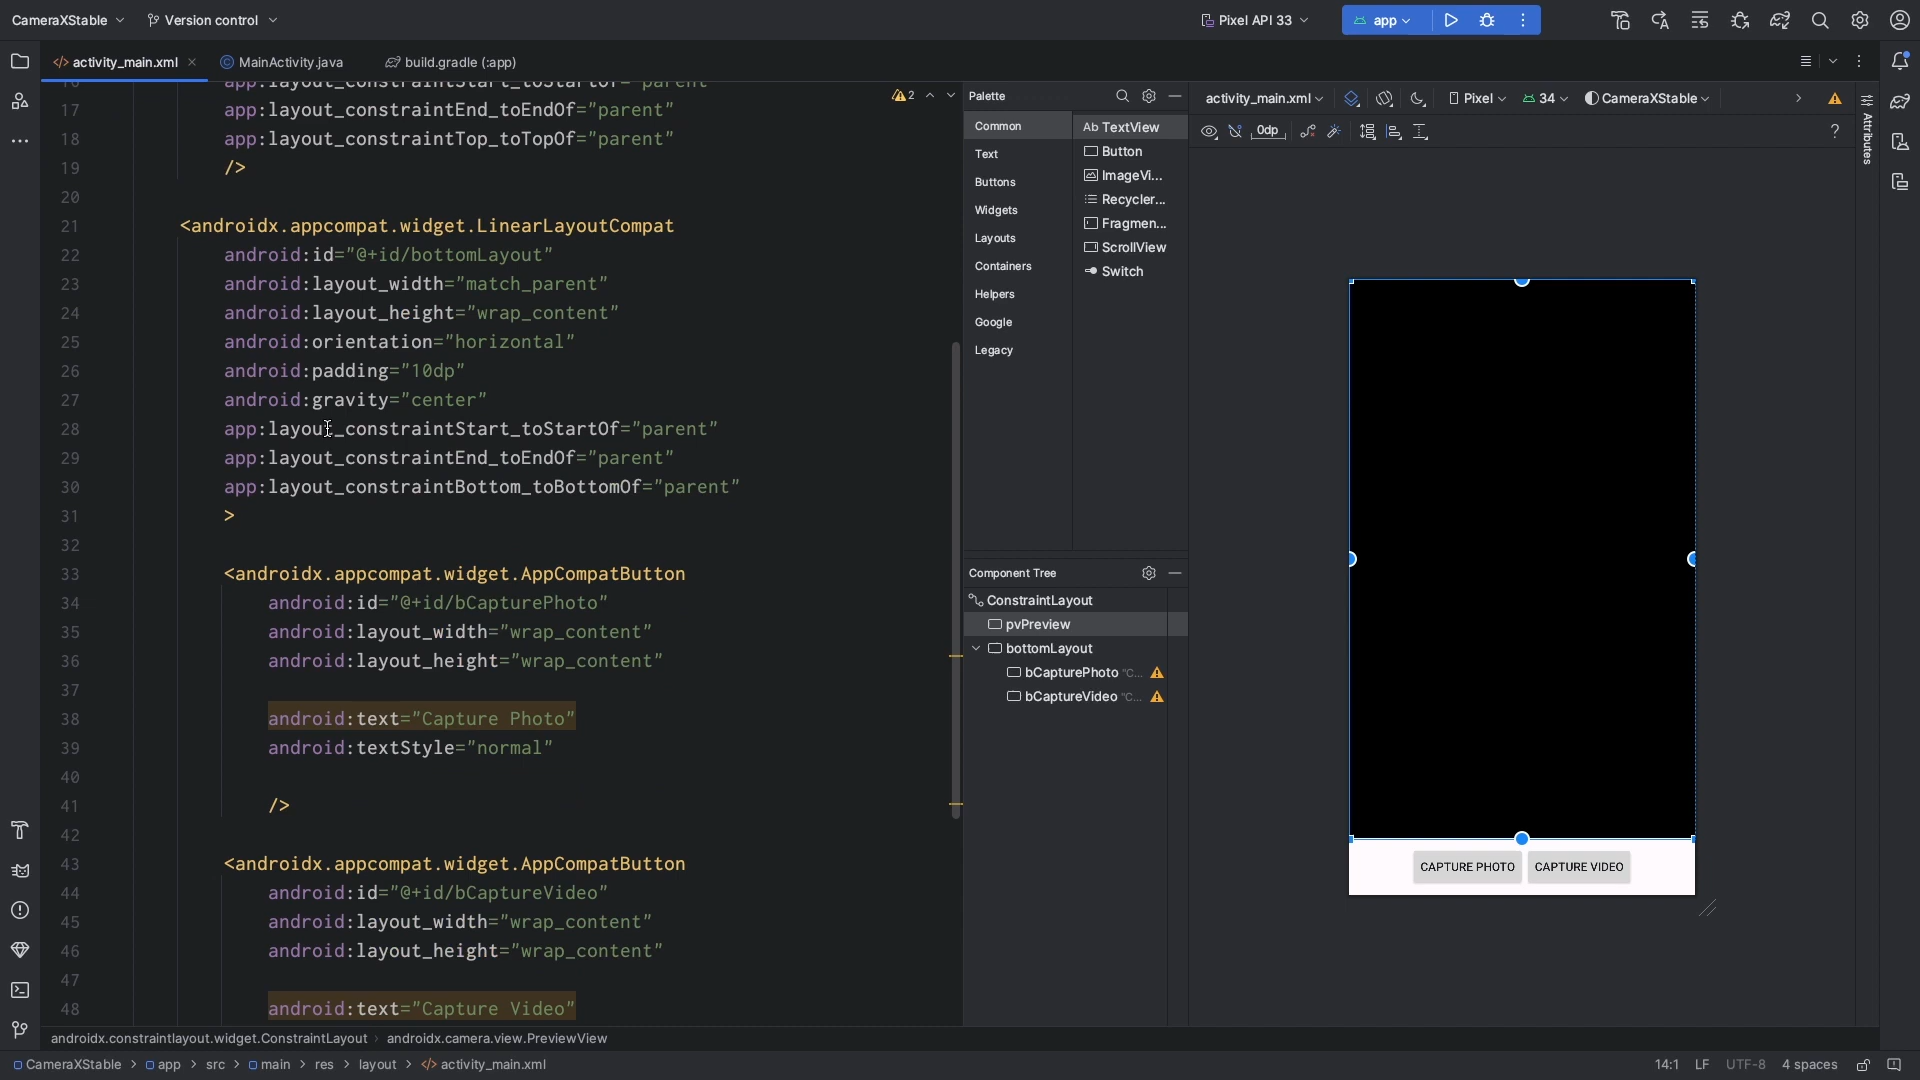 CameraXStable
Version control
Pixel API 33
app
activity_main.xml
MainActivity.java
build.gradle (:app)
16 app:layout_constraintStart_toStartOf="parent"
17 app:layout_constraintEnd_toEndOf="parent"
18 app:layout_constraintTop_toTopOf="parent"
19 />
20
21 <androidx.appcompat.widget.LinearLayoutCompat
22 android:id="@+id/bottomLayout"
23 android:layout_width="match_parent"
24 android:layout_height="wrap_content"
25 android:orientation="horizontal"
26 android:padding="10dp"
27 android:gravity="center"
28 app:layout_constraintStart_toStartOf="parent"
29 app:layout_constraintEnd_toEndOf="parent"
30 app:layout_constraintBottom_toBottomOf="parent"
31 >
32
33 <androidx.appcompat.widget.AppCompatButton
34 android:id="@+id/bCapturePhoto"
35 android:layout_width="wrap_content"
36 android:layout_height="wrap_content"
37
38 android:text="Capture Photo"
39 android:textStyle="normal"
40
41 />
42
43 <androidx.appcompat.widget.AppCompatButton
44 android:id="@+id/bCaptureVideo"
45 android:layout_width="wrap_content"
46 android:layout_height="wrap_content"
47
48 android:text="Capture Video"
2
Palette
Common
Text
Buttons
Widgets
Layouts
Containers
Helpers
Google
Legacy
Ab TextView
Button
ImageVi...
Recycler...
Fragmen...
ScrollView
Switch
Component Tree
ConstraintLayout
pvPreview
bottomLayout
bCapturePhoto "C...
bCaptureVideo "C...
activity_main.xml
Pixel
34
CameraXStable
0dp
?
Attributes
CAPTURE PHOTO CAPTURE VIDEO
androidx.constraintlayout.widget.ConstraintLayout > androidx.camera.view.PreviewView
CameraXStable > app > src > main > res > layout > activity_main.xml
14:1 LF UTF-8 4 spaces